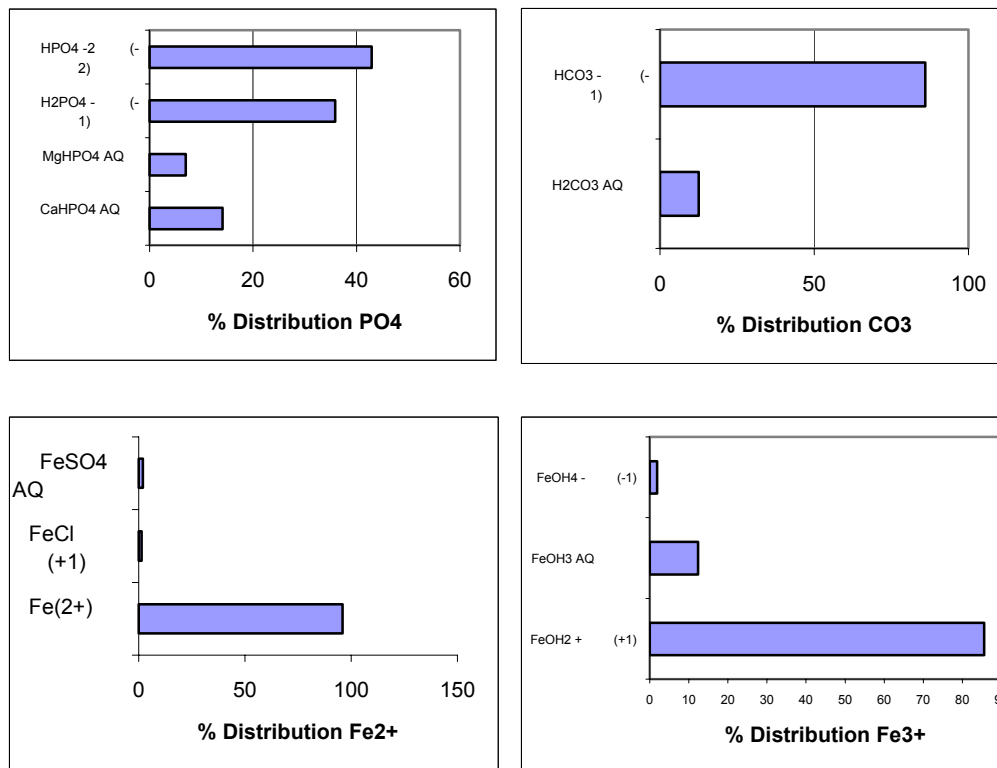 HPO4 -2 (-
2)
H2PO4 - (-
1)
MgHPO4 AQ
CaHPO4 AQ
0 20 40 60
% Distribution PO4
HCO3 - (-
1)
H2CO3 AQ
0 50 100
% Distribution CO3
FeSO4
AQ
FeCl
(+1)
Fe(2+)
0 50 100 150
% Distribution Fe2+
FeOH4 - (-1)
FeOH3 AQ
FeOH2 + (+1)
0 10 20 30 40 50 60 70 80
% Distribution Fe3+